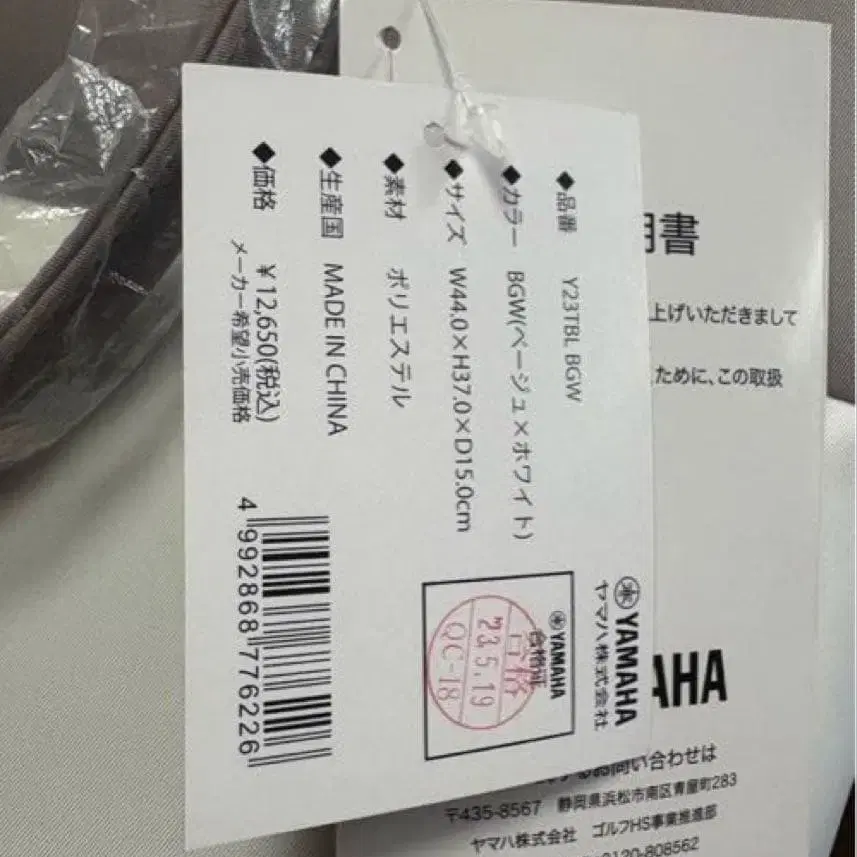 ◆品番 Y23TBL BGW
◆カラー BGW(ベージュ×ホワイト)
◆サイズ W44.0×H37.0×D15.0cm
◆素材 ポリエステル
◆生産国 MADE IN CHINA
◆価格 ¥12,650(税込)
メーカー希望小売価格
4 992868 776226
YAMAHA
ヤマハ株式会社
YAMAHA
合格証
合格
'23.5.19
QC-18
明書
上げいただきまして
ために、この取扱
AHA
お問い合わせは
〒435-8567 静岡県浜松市南区青屋町283
ヤマハ株式会社 ゴルフHS事業推進部
0120-808562